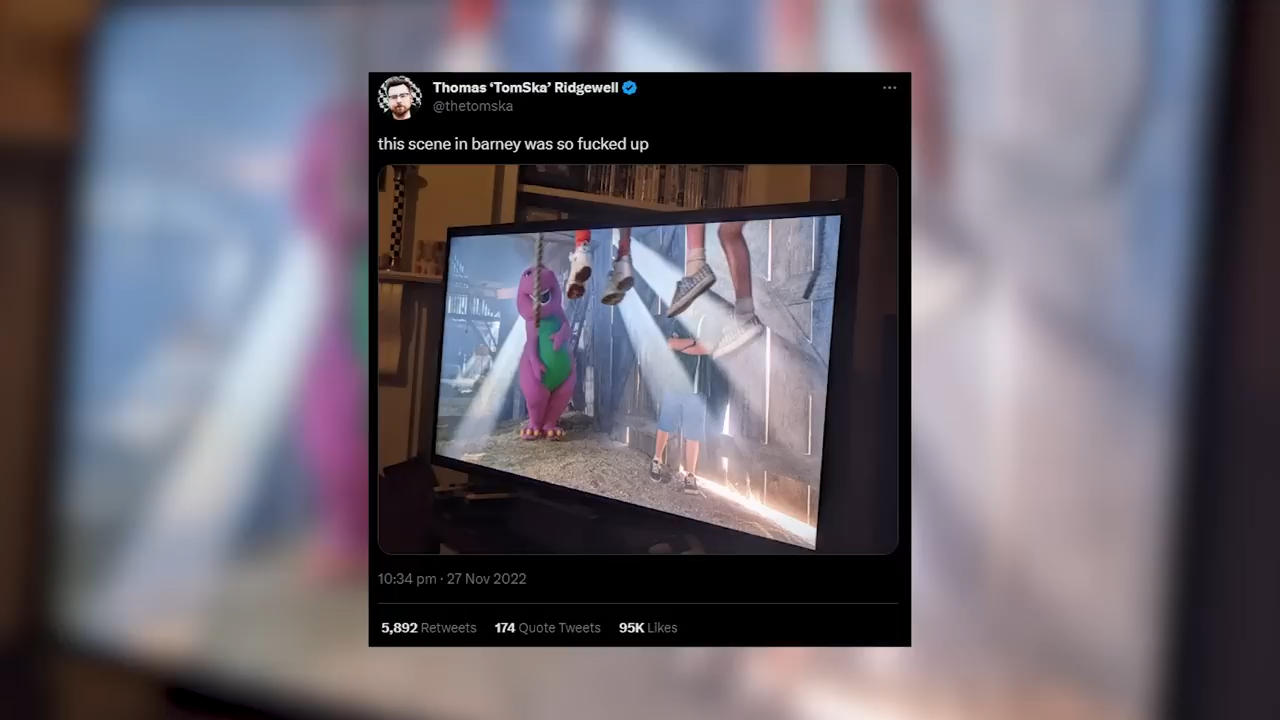 Thomas ‘TomSka’ Ridgewell
@thetomska
this scene in barney was so fucked up
10:34 pm · 27 Nov 2022
5,892 Retweets 174 Quote Tweets 95K Likes